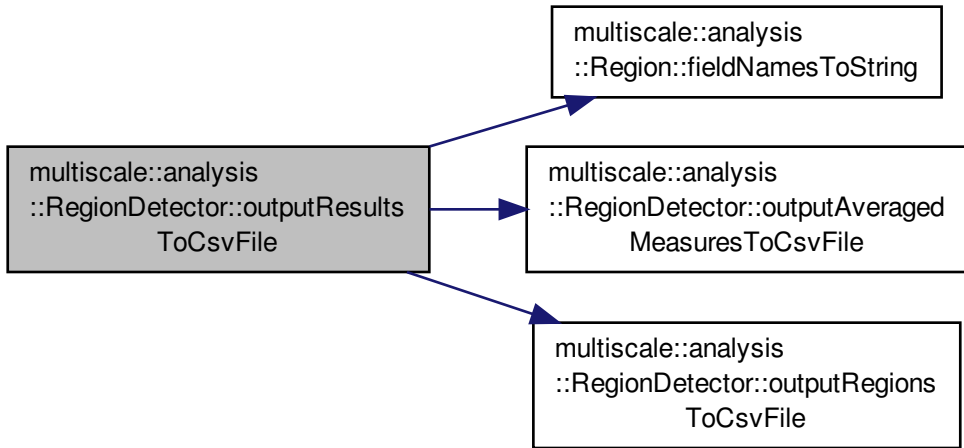 multiscale::analysis
::Region::fieldNamesToString
multiscale::analysis
::RegionDetector::outputResults
ToCsvFile
multiscale::analysis
::RegionDetector::outputAveraged
MeasuresToCsvFile
multiscale::analysis
::RegionDetector::outputRegions
ToCsvFile